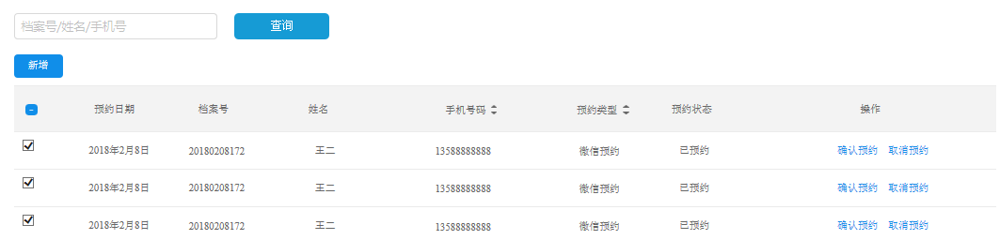 档案号/姓名/手机号 查询
新增
预约日期 档案号 姓名 手机号码 预约类型 预约状态 操作
2018年2月8日 20180208172 王二 13588888888 微信预约 已预约 确认预约 取消预约
2018年2月8日 20180208172 王二 13588888888 微信预约 已预约 确认预约 取消预约
2018年2月8日 20180208172 王二 13588888888 微信预约 已预约 确认预约 取消预约